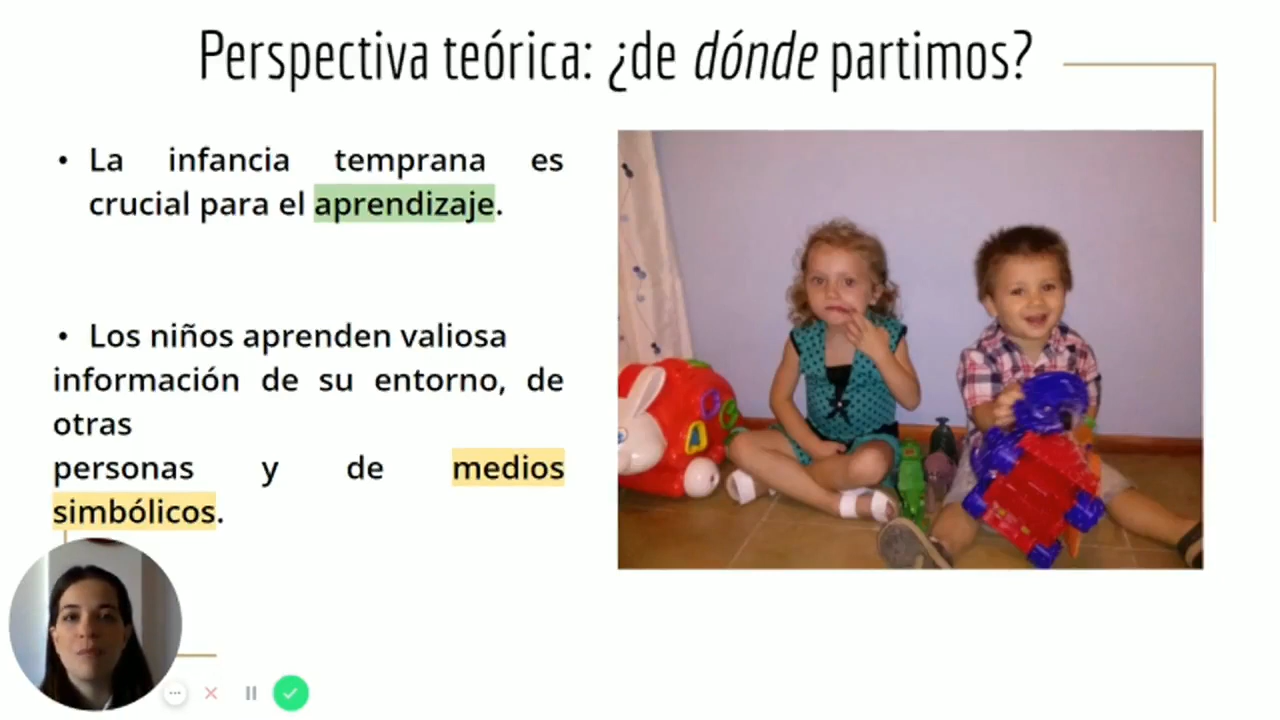 Perspectiva teórica: ¿de dónde partimos?
• La infancia temprana es
crucial para el aprendizaje.
• Los niños aprenden valiosa
información de su entorno, de
otras
personas y de medios
simbólicos.